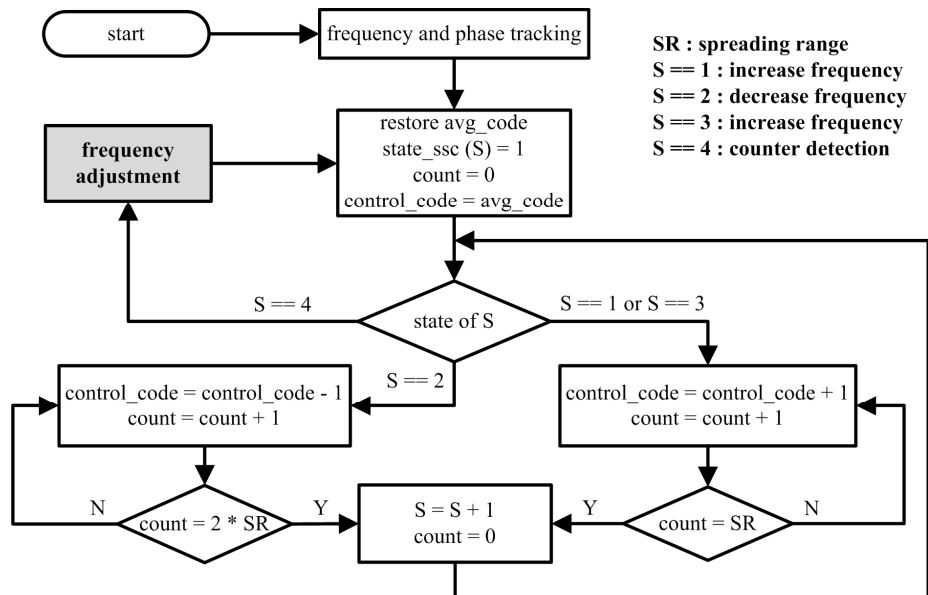 start
frequency and phase tracking
SR : spreading range
S == 1 : increase frequency
S == 2 : decrease frequency
S == 3 : increase frequency
S == 4 : counter detection
frequency
adjustment
restore avg_code
state_ssc (S) = 1
count = 0
control_code = avg_code
S == 4
S == 1 or S == 3
state of S
S == 2
control_code = control_code - 1
count = count + 1
control_code = control_code + 1
count = count + 1
N
count = 2 * SR
Y
S = S + 1
count = 0
Y
count = SR
N